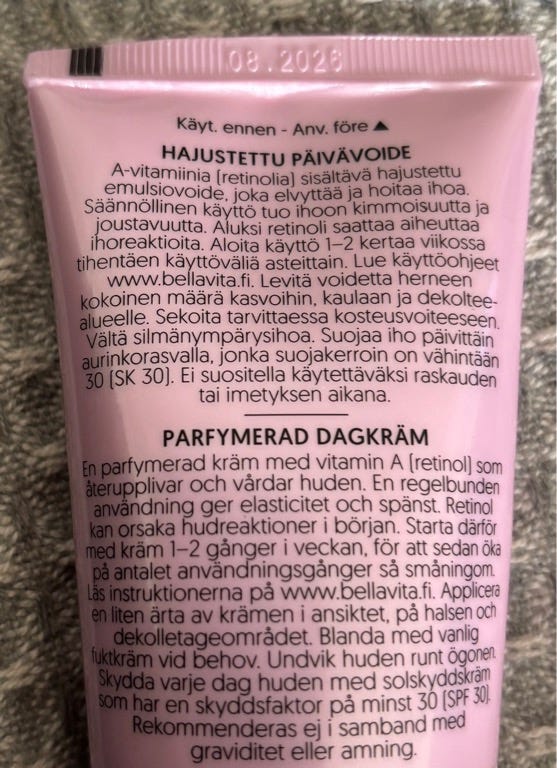 08.2026
Käyt. ennen - Anv. före ▲
HAJUSTETTU PÄIVÄVOIDE
A-vitamiinia (retinolia) sisältävä hajustettu
emulsiovoide, joka elvyttää ja hoitaa ihoa.
Säännöllinen käyttö tuo ihoon kimmoisuutta ja
joustavuutta. Aluksi retinoli saattaa aiheuttaa
ihoreaktioita. Aloita käyttö 1–2 kertaa viikossa
tihentäen käyttöväliä asteittain. Lue käyttöohjeet
www.bellavita.fi. Levitä voidetta herneen
kokoinen määrä kasvoihin, kaulaan ja dekoltee-
alueelle. Sekoita tarvittaessa kosteusvoiteeseen.
Vältä silmänympärysihoa. Suojaa iho päivittäin
aurinkorasvalla, jonka suojakerroin on vähintään
30 (SK 30). Ei suositella käytettäväksi raskauden
tai imetyksen aikana.
PARFYMERAD DAGKRÄM
En parfymerad kräm med vitamin A (retinol) som
återupplivar och vårdar huden. En regelbunden
användning ger elasticitet och spänst. Retinol
kan orsaka hudreaktioner i början. Starta därför
med kräm 1–2 gånger i veckan, för att sedan öka
på antalet användningsgånger så småningom.
Läs instruktionerna på www.bellavita.fi. Applicera
en liten ärta av krämen i ansiktet, på halsen och
dekolletageområdet. Blanda med vanlig
fuktkräm vid behov. Undvik huden runt ögonen.
Skydda varje dag huden med solskyddskräm
som har en skyddsfaktor på minst 30 (SPF 30).
Rekommenderas ej i samband med
graviditet eller amning.